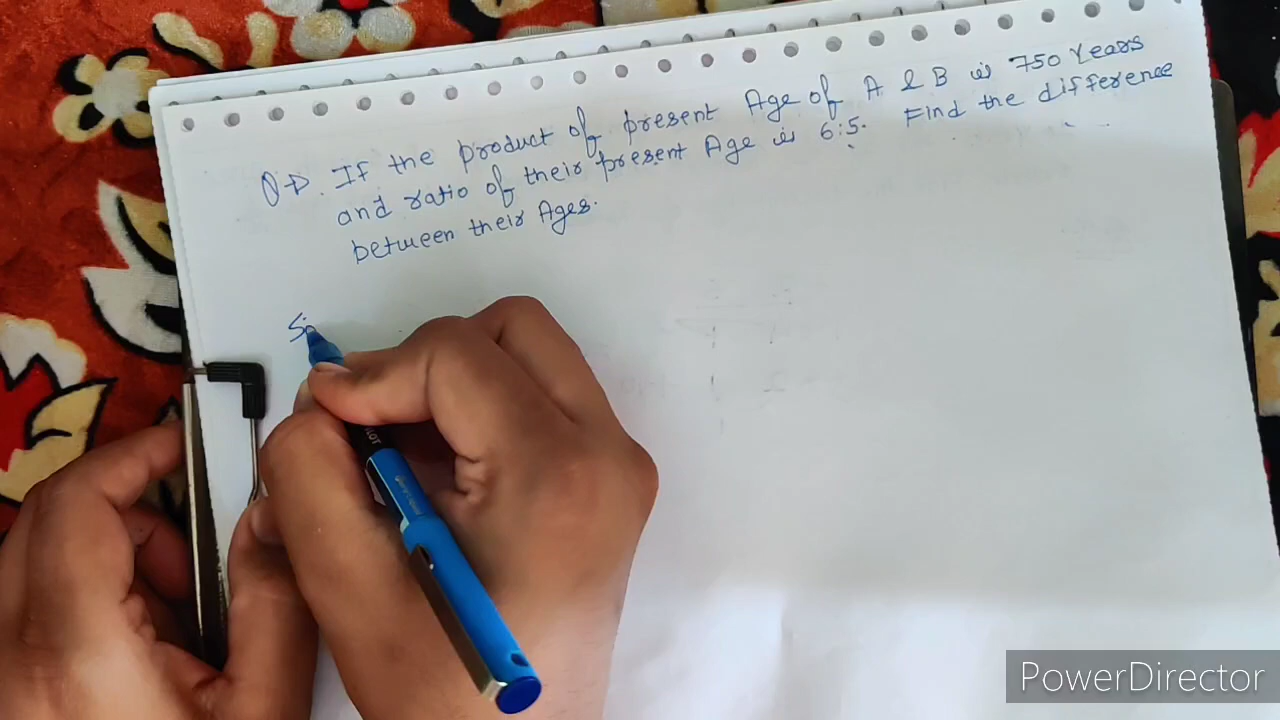 Q→. If the product of present Age of A & B is 750 Years
and ratio of their present Age is 6:5. Find the difference
between their Ages.
So
PowerDirector